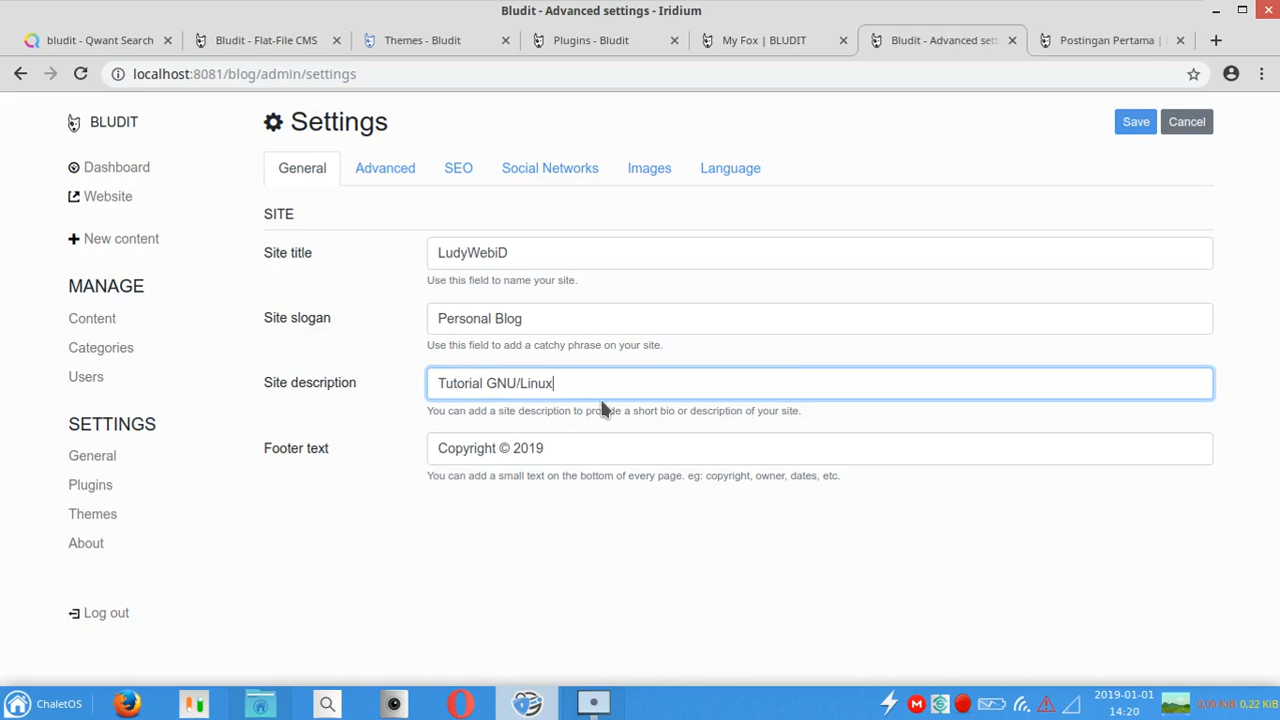 Bludit - Advanced settings - Iridium
bludit - Qwant Search
Bludit - Flat-File CMS
Themes - Bludit
Plugins - Bludit
My Fox | BLUDIT
Bludit - Advanced sett
Postingan Pertama |
localhost:8081/blog/admin/settings
BLUDIT
Dashboard
Website
New content
MANAGE
Content
Categories
Users
SETTINGS
General
Plugins
Themes
About
Log out
Settings
Save
Cancel
General
Advanced
SEO
Social Networks
Images
Language
SITE
Site title
LudyWebiD
Use this field to name your site.
Site slogan
Personal Blog
Use this field to add a catchy phrase on your site.
Site description
Tutorial GNU/Linux
You can add a site description to provide a short bio or description of your site.
Footer text
Copyright © 2019
You can add a small text on the bottom of every page. eg: copyright, owner, dates, etc.
ChaletOS
2019-01-01
14:20
0,22 KiB